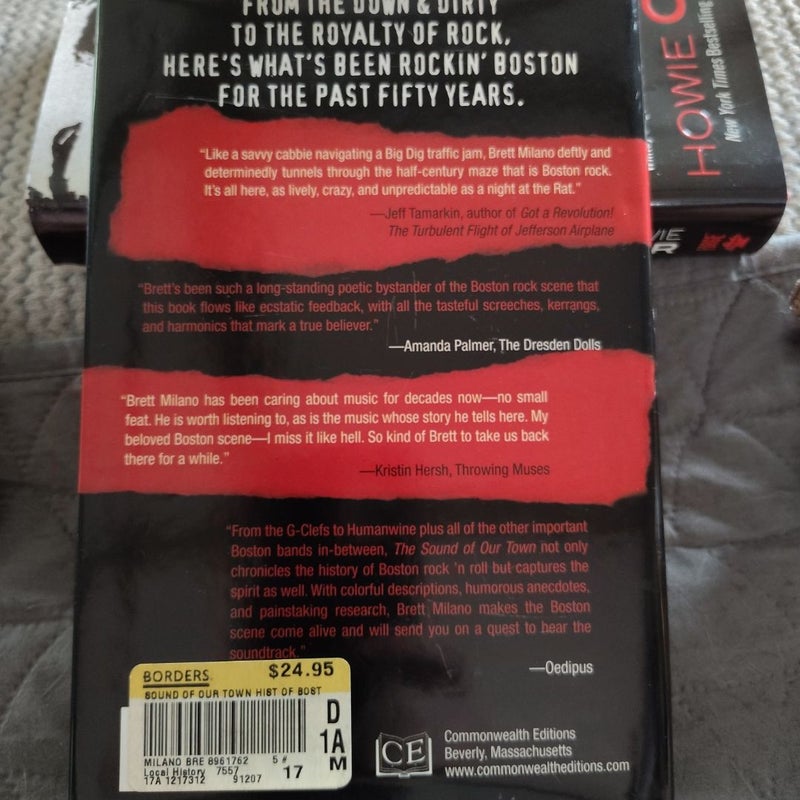 FROM THE DOWN & DIRTY
TO THE ROYALTY OF ROCK,
HERE'S WHAT'S BEEN ROCKIN' BOSTON
FOR THE PAST FIFTY YEARS.
"Like a savvy cabbie navigating a Big Dig traffic jam, Brett Milano deftly and
determinedly tunnels through the half-century maze that is Boston rock.
It's all here, as lively, crazy, and unpredictable as a night at the Rat."
—Jeff Tamarkin, author of Got a Revolution!
The Turbulent Flight of Jefferson Airplane
"Brett's been such a long-standing poetic bystander of the Boston rock scene that
this book flows like ecstatic feedback, with all the tasteful screeches, kerrangs,
and harmonics that mark a true believer."
—Amanda Palmer, The Dresden Dolls
"Brett Milano has been caring about music for decades now—no small
feat. He is worth listening to, as is the music whose story he tells here. My
beloved Boston scene—I miss it like hell. So kind of Brett to take us back
there for a while."
—Kristin Hersh, Throwing Muses
"From the G-Clefs to Humanwine plus all of the other important
Boston bands in-between, The Sound of Our Town not only
chronicles the history of Boston rock 'n roll but captures the
spirit as well. With colorful descriptions, humorous anecdotes,
and painstaking research, Brett Milano makes the Boston
scene come alive and will send you on a quest to hear the
soundtrack."
—Oedipus
BORDERS. $24.95
SOUND OF OUR TOWN HIST OF BOST
D
1A
M
MILANO BRE 8961762 5#
Local History 7557 17
17A 1217312 91207
CE
Commonwealth Editions
Beverly, Massachusetts
www.commonwealtheditions.com
HOWIE
New York Times Bestselling